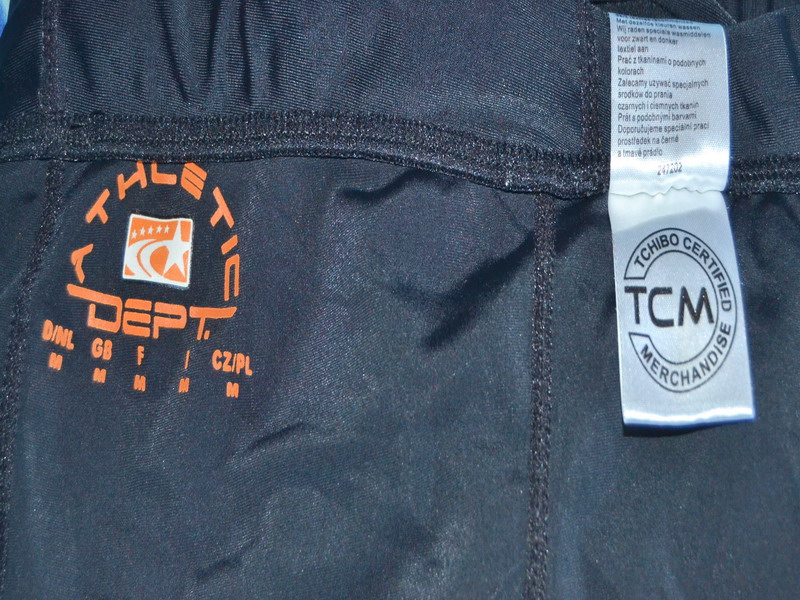 ATHLETIC
DEPT.
D/NL GB F I CZ/PL
M M M M M
Met dezelfde kleuren wassen
Wij raden speciale wasmiddelen
voor zwart en donker
textiel aan
Prać z tkaninami o podobnych
kolorach
Zalecamy używać specjalnych
środków do prania
czarnych i ciemnych tkanin
Prát s podobnými barvami
Doporučujeme speciální prací
prostředek na černé
a tmavé prádlo
247202
TCHIBO CERTIFIED
TCM
MERCHANDISE